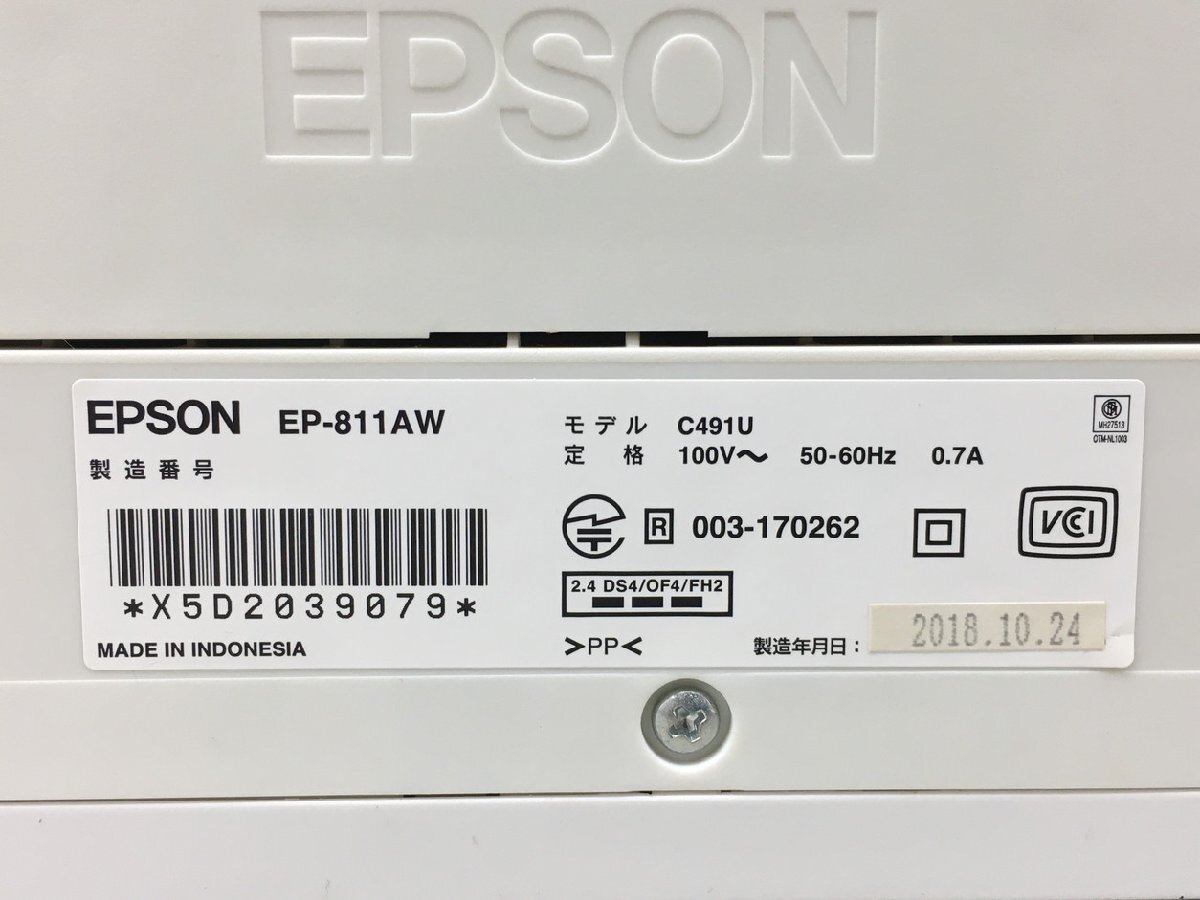 EPSON
EPSON EP-811AW
製造番号
*X5D2039079*
MADE IN INDONESIA
モデル C491U
定格 100V～ 50-60Hz 0.7A
R 003-170262
2.4 DS4/OF4/FH2
>PP<
製造年月日：2018.10.24
MH27513
OTM-NL1003
VCCI